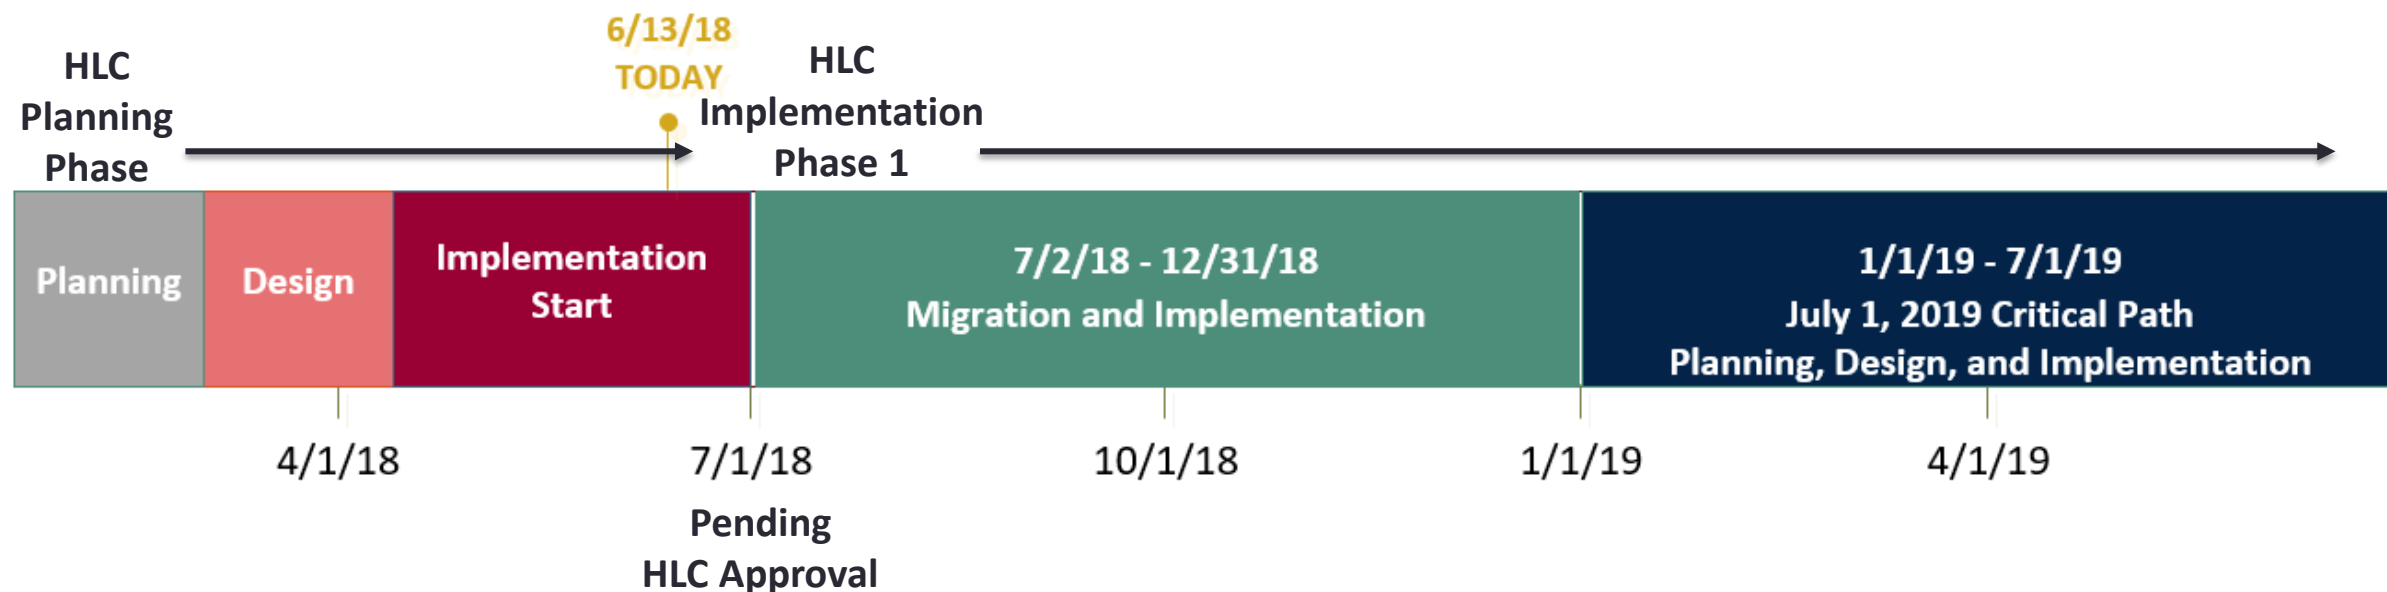 6/13/18
TODAY
HLC
Planning
Phase
HLC
Implementation
Phase 1
Planning
Design
Implementation
Start
7/2/18 - 12/31/18
Migration and Implementation
1/1/19 - 7/1/19
July 1, 2019 Critical Path
Planning, Design, and Implementation
4/1/18
7/1/18
10/1/18
1/1/19
4/1/19
Pending
HLC Approval